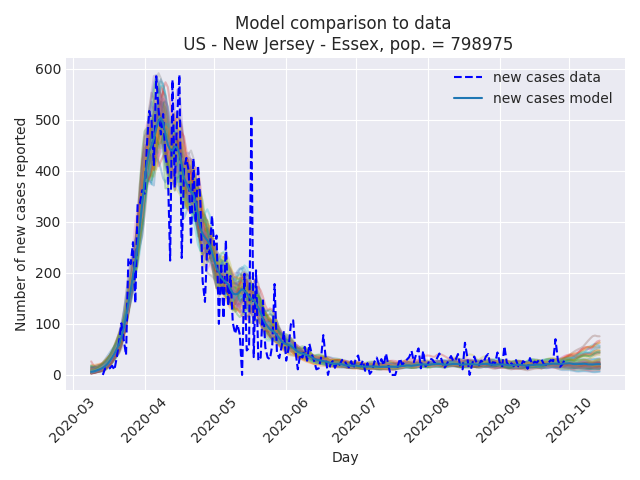 Model comparison to data
US - New Jersey - Essex, pop. = 798975
new cases data
new cases model
Number of new cases reported
600
500
400
300
200
100
0
2020-03
2020-04
2020-05
2020-06
2020-07
2020-08
2020-09
2020-10
Day